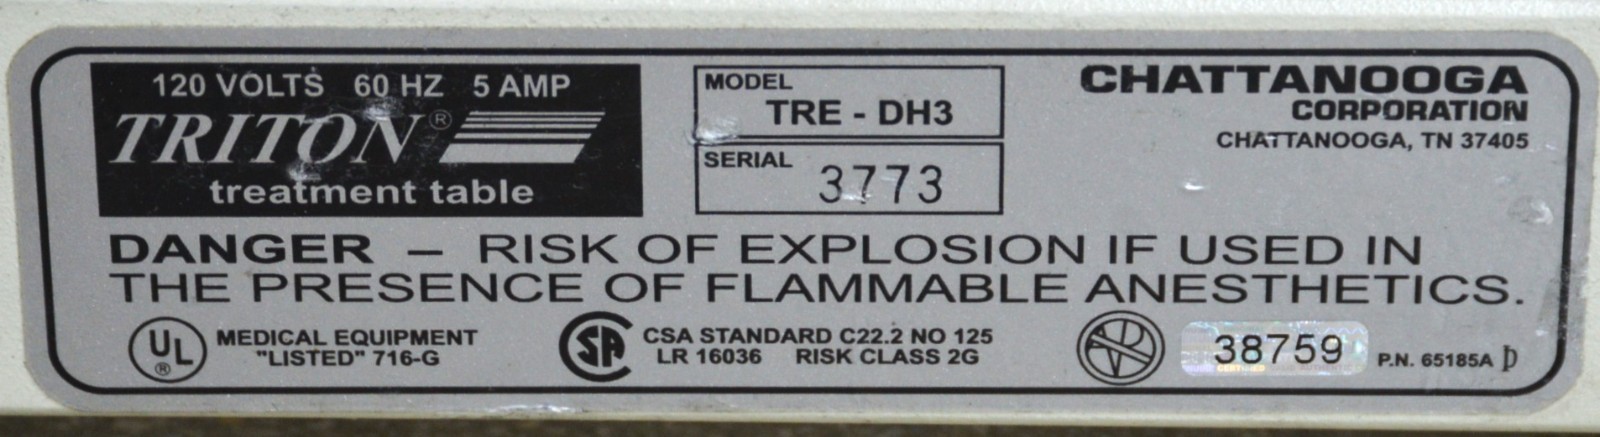 120 VOLTS 60 HZ 5 AMP
TRITON®
treatment table
MODEL
TRE - DH3
SERIAL
3773
CHATTANOOGA
CORPORATION
CHATTANOOGA, TN 37405
DANGER – RISK OF EXPLOSION IF USED IN
THE PRESENCE OF FLAMMABLE ANESTHETICS.
UL ®
MEDICAL EQUIPMENT
"LISTED" 716-G
SA
CSA STANDARD C22.2 NO 125
LR 16036 RISK CLASS 2G
38759
CERTIFIED
P.N. 65185A